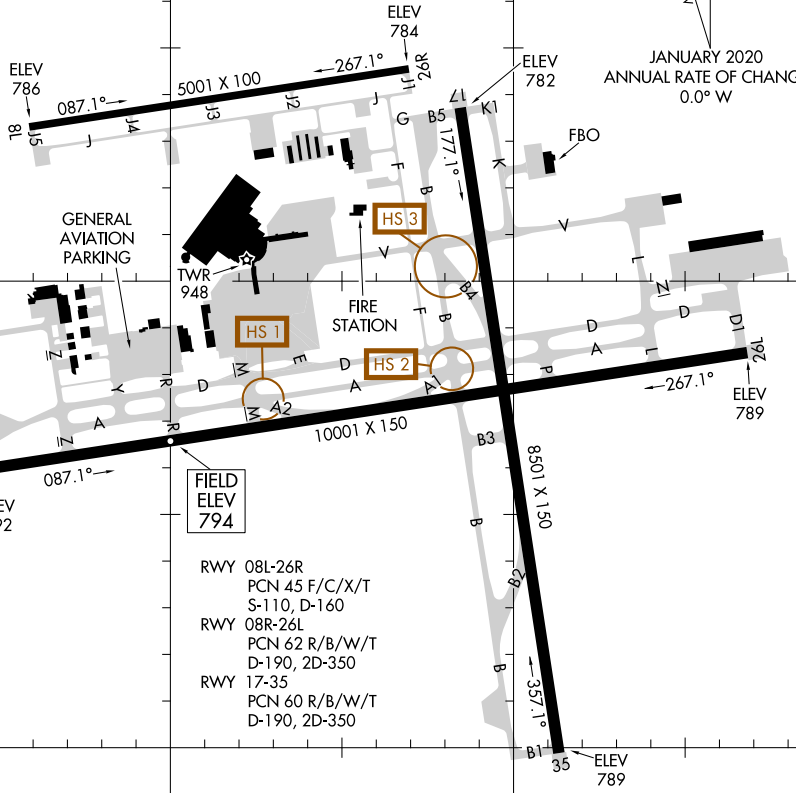 ELEV
784
JANUARY 2020
ANNUAL RATE OF CHANG
0.0° W
ELEV
786
087.1°
5001 X 100
267.1°
26R
J1
ELEV
782
8L
J5
J
J4
J3
J2
J
G
B5
17
K1
177.1°
K
FBO
F
B
GENERAL
AVIATION
PARKING
TWR
948
HS 3
V
V
FIRE
STATION
L
N
B4
F
B
HS 1
HS 2
D
D
D1
26L
Z
Y
R
D
M
E
D
A
A1
P
A
L
267.1°
ELEV
789
A
Z
R
M
A2
10001 X 150
B3
8501 X 150
087.1°
EV
92
FIELD
ELEV
794
B
B2
RWY 08L-26R
PCN 45 F/C/X/T
S-110, D-160
RWY 08R-26L
PCN 62 R/B/W/T
D-190, 2D-350
RWY 17-35
PCN 60 R/B/W/T
D-190, 2D-350
B
357.1°
B1
35
ELEV
789